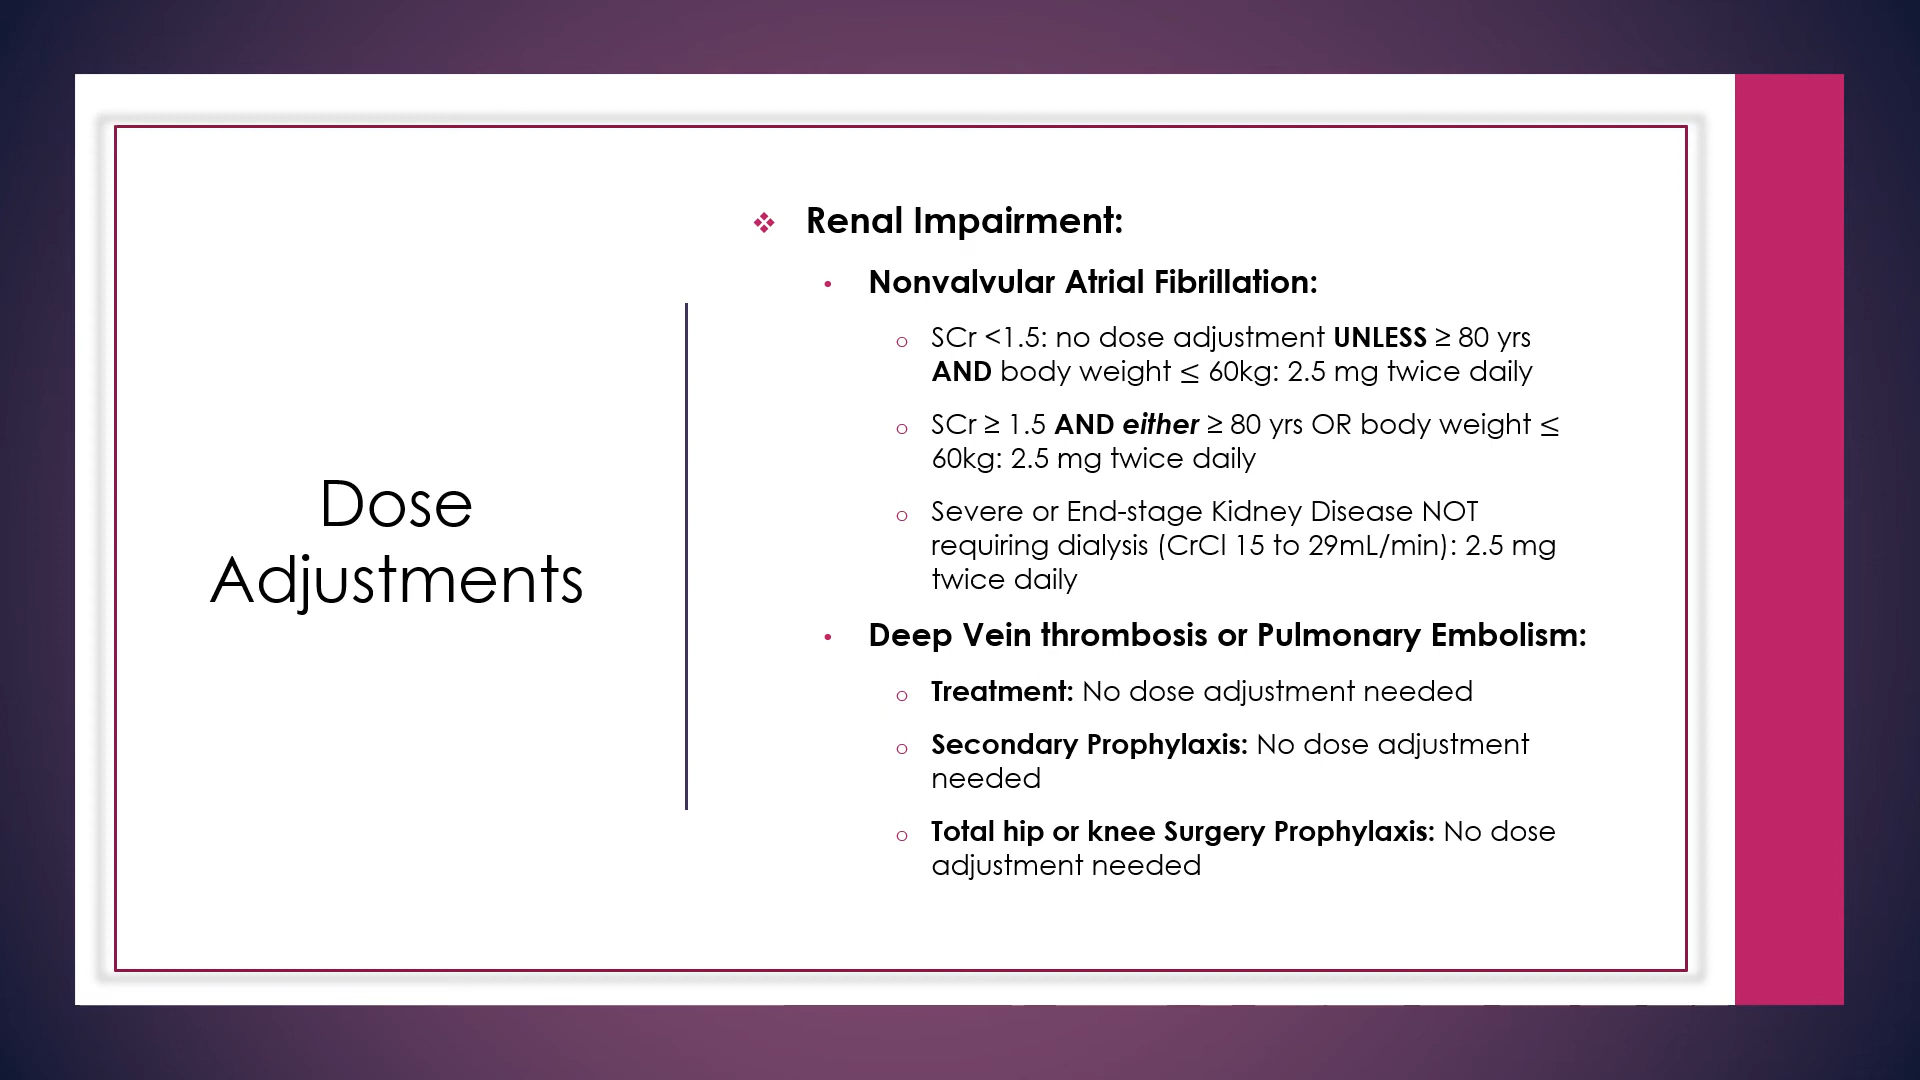 Dose
Adjustments
❖ Renal Impairment:
• Nonvalvular Atrial Fibrillation:
o SCr <1.5: no dose adjustment UNLESS ≥ 80 yrs
AND body weight ≤ 60kg: 2.5 mg twice daily
o SCr ≥ 1.5 AND either ≥ 80 yrs OR body weight ≤
60kg: 2.5 mg twice daily
o Severe or End-stage Kidney Disease NOT
requiring dialysis (CrCl 15 to 29mL/min): 2.5 mg
twice daily
• Deep Vein thrombosis or Pulmonary Embolism:
o Treatment: No dose adjustment needed
o Secondary Prophylaxis: No dose adjustment
needed
o Total hip or knee Surgery Prophylaxis: No dose
adjustment needed